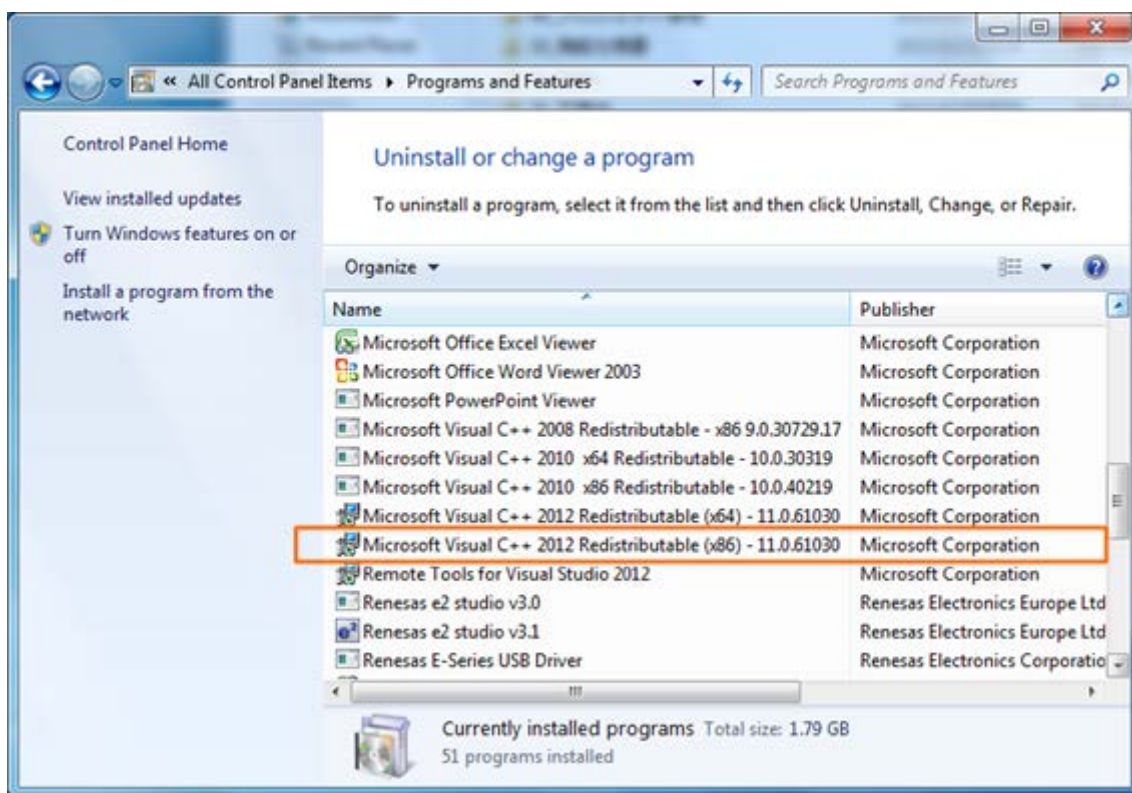 « All Control Panel Items ▸ Programs and Features
Search Programs and Features
Control Panel Home
View installed updates
Turn Windows features on or
off
Install a program from the
network
Uninstall or change a program
To uninstall a program, select it from the list and then click Uninstall, Change, or Repair.
Organize
Name Publisher
Microsoft Office Excel Viewer Microsoft Corporation
Microsoft Office Word Viewer 2003 Microsoft Corporation
Microsoft PowerPoint Viewer Microsoft Corporation
Microsoft Visual C++ 2008 Redistributable - x86 9.0.30729.17 Microsoft Corporation
Microsoft Visual C++ 2010 x64 Redistributable - 10.0.30319 Microsoft Corporation
Microsoft Visual C++ 2010 x86 Redistributable - 10.0.40219 Microsoft Corporation
Microsoft Visual C++ 2012 Redistributable (x64) - 11.0.61030 Microsoft Corporation
Microsoft Visual C++ 2012 Redistributable (x86) - 11.0.61030 Microsoft Corporation
Remote Tools for Visual Studio 2012 Microsoft Corporation
Renesas e2 studio v3.0 Renesas Electronics Europe Ltd
Renesas e2 studio v3.1 Renesas Electronics Europe Ltd
Renesas E-Series USB Driver Renesas Electronics Corporatio
Currently installed programs Total size: 1.79 GB
51 programs installed